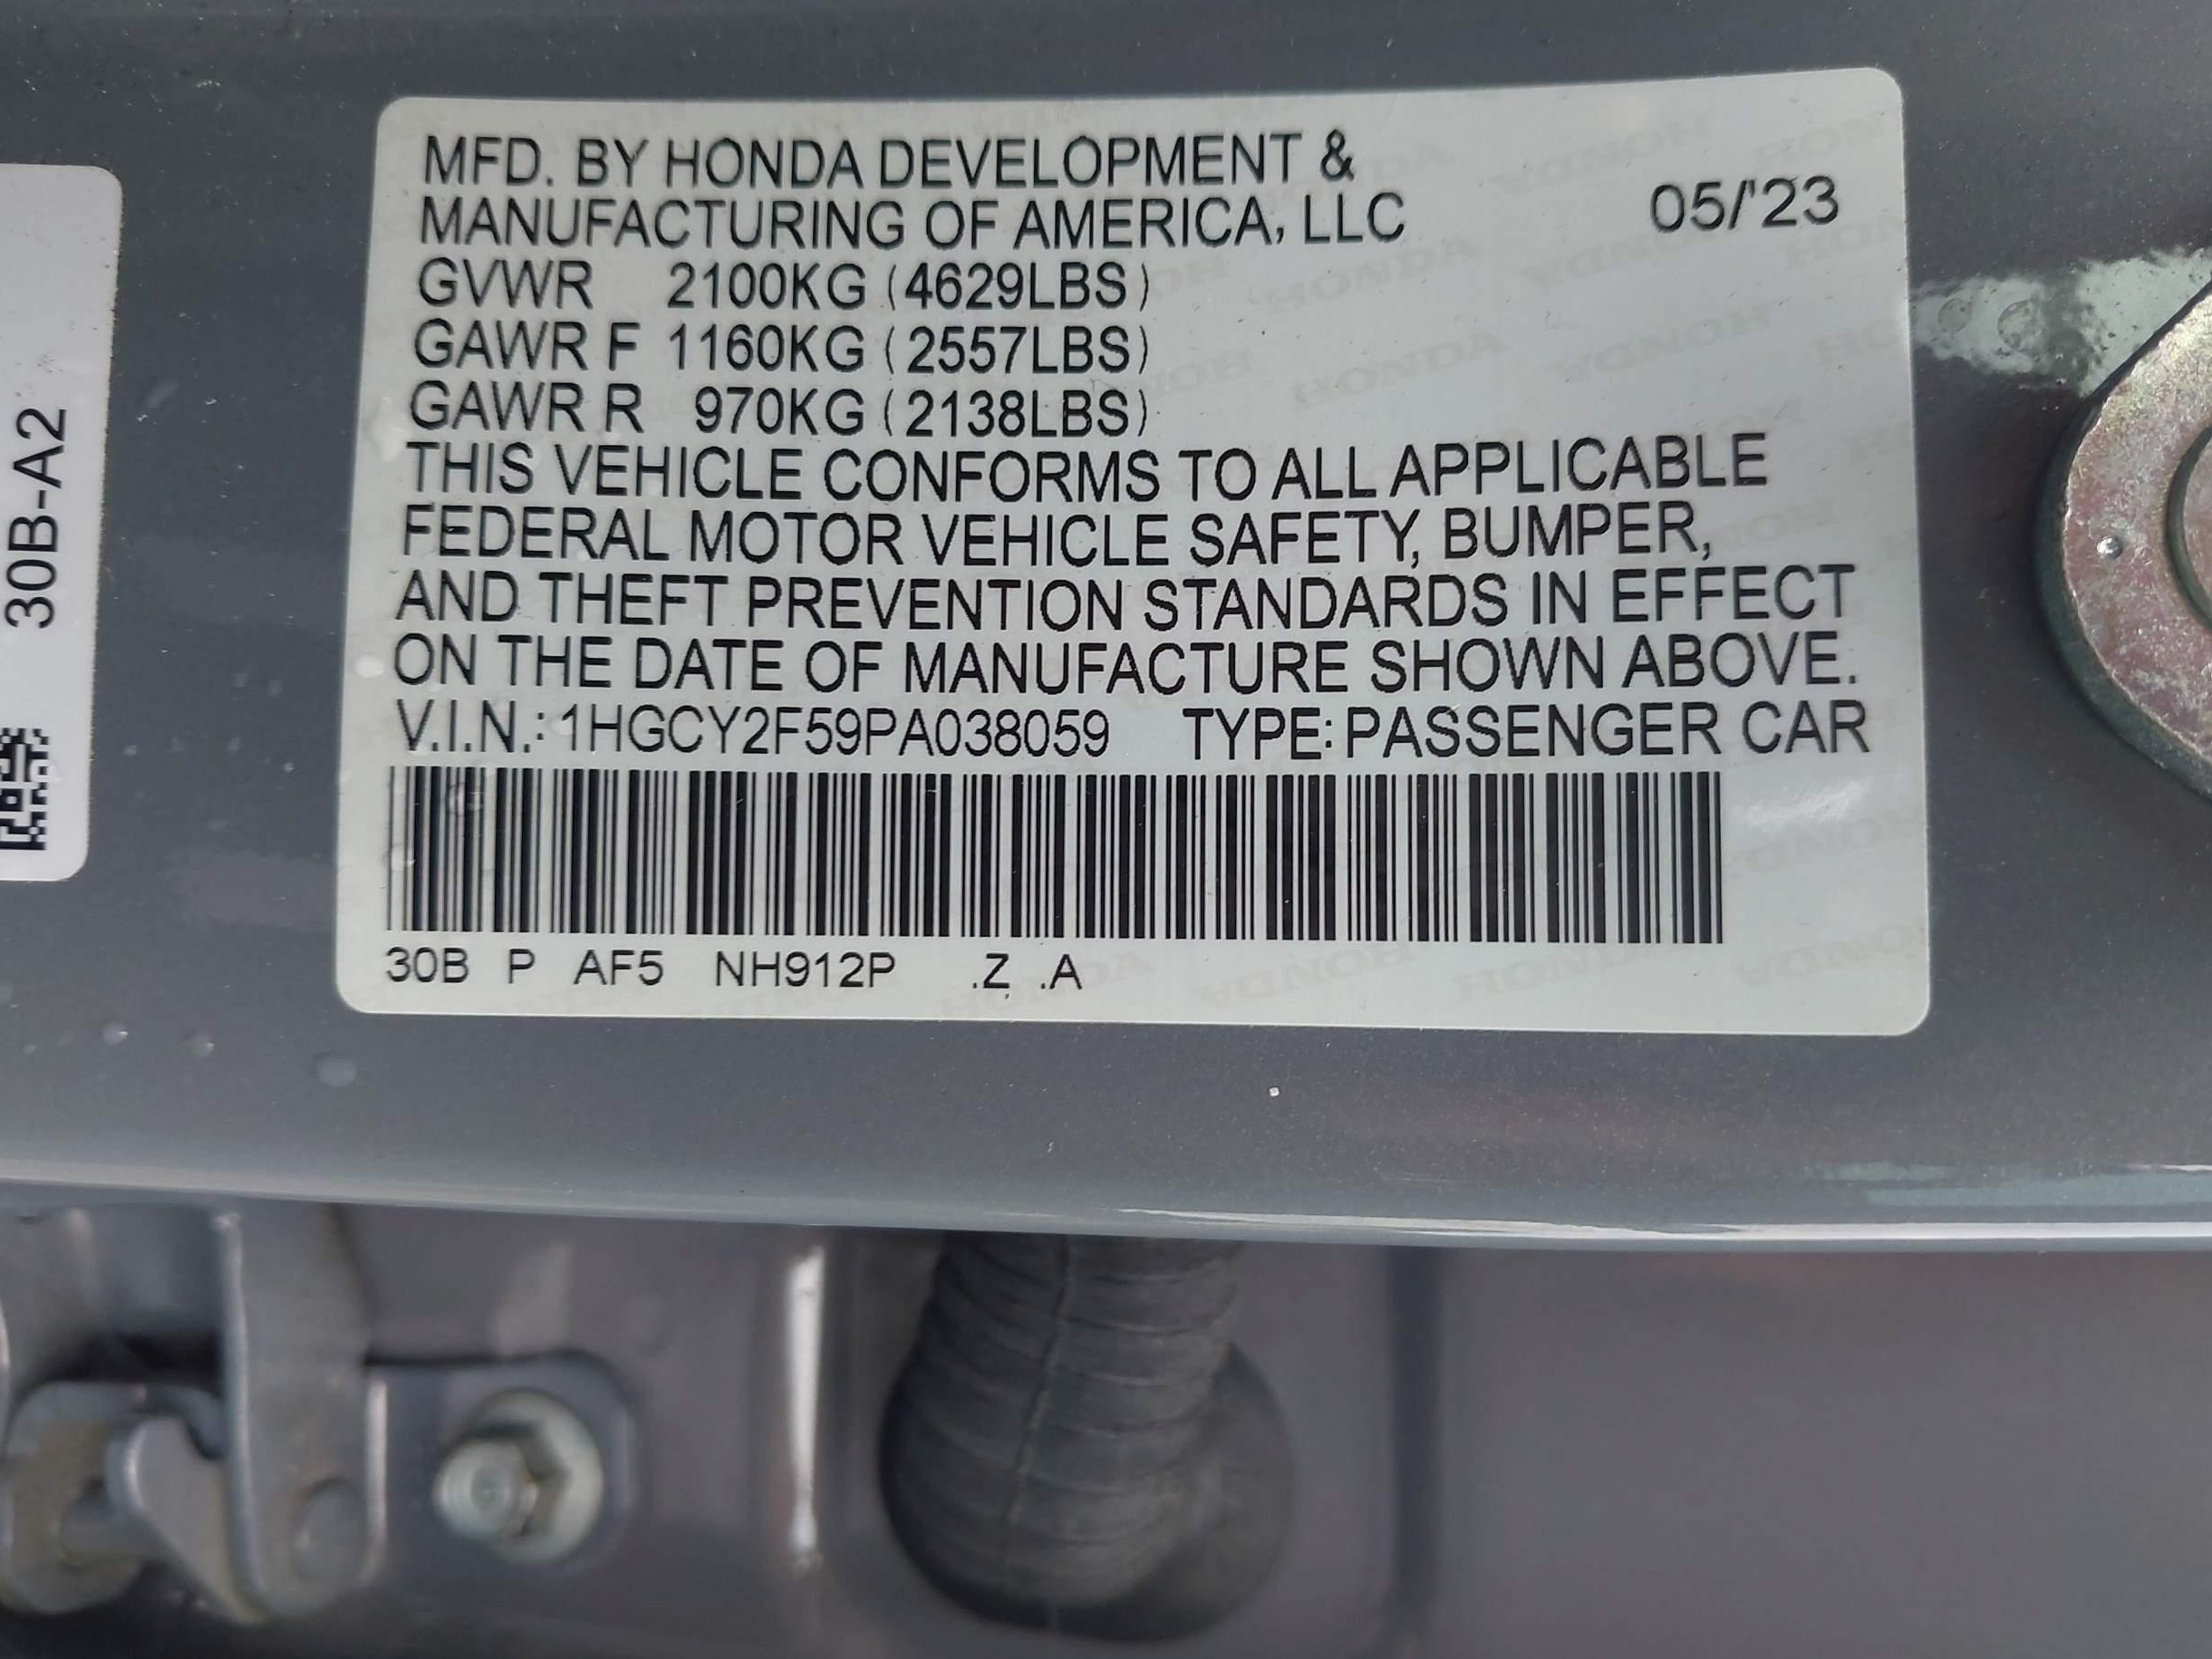 MFD. BY HONDA DEVELOPMENT &
MANUFACTURING OF AMERICA, LLC 05/'23
GVWR 2100KG (4629LBS)
GAWR F 1160KG (2557LBS)
GAWR R 970KG (2138LBS)
THIS VEHICLE CONFORMS TO ALL APPLICABLE
FEDERAL MOTOR VEHICLE SAFETY, BUMPER,
AND THEFT PREVENTION STANDARDS IN EFFECT
ON THE DATE OF MANUFACTURE SHOWN ABOVE.
V.I.N.: 1HGCY2F59PA038059 TYPE: PASSENGER CAR
30B P AF5 NH912P .Z .A
30B-A2